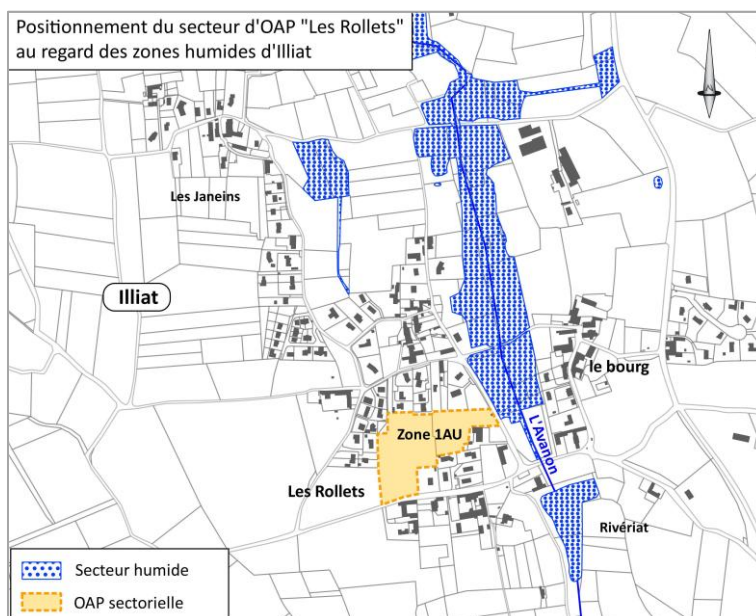 Positionnement du secteur d'OAP "Les Rollets"
au regard des zones humides d'Illiat
Les Janeins
Illiat
le bourg
Zone 1AU
L'Avanon
Les Rollets
Rivériat
Secteur humide
OAP sectorielle